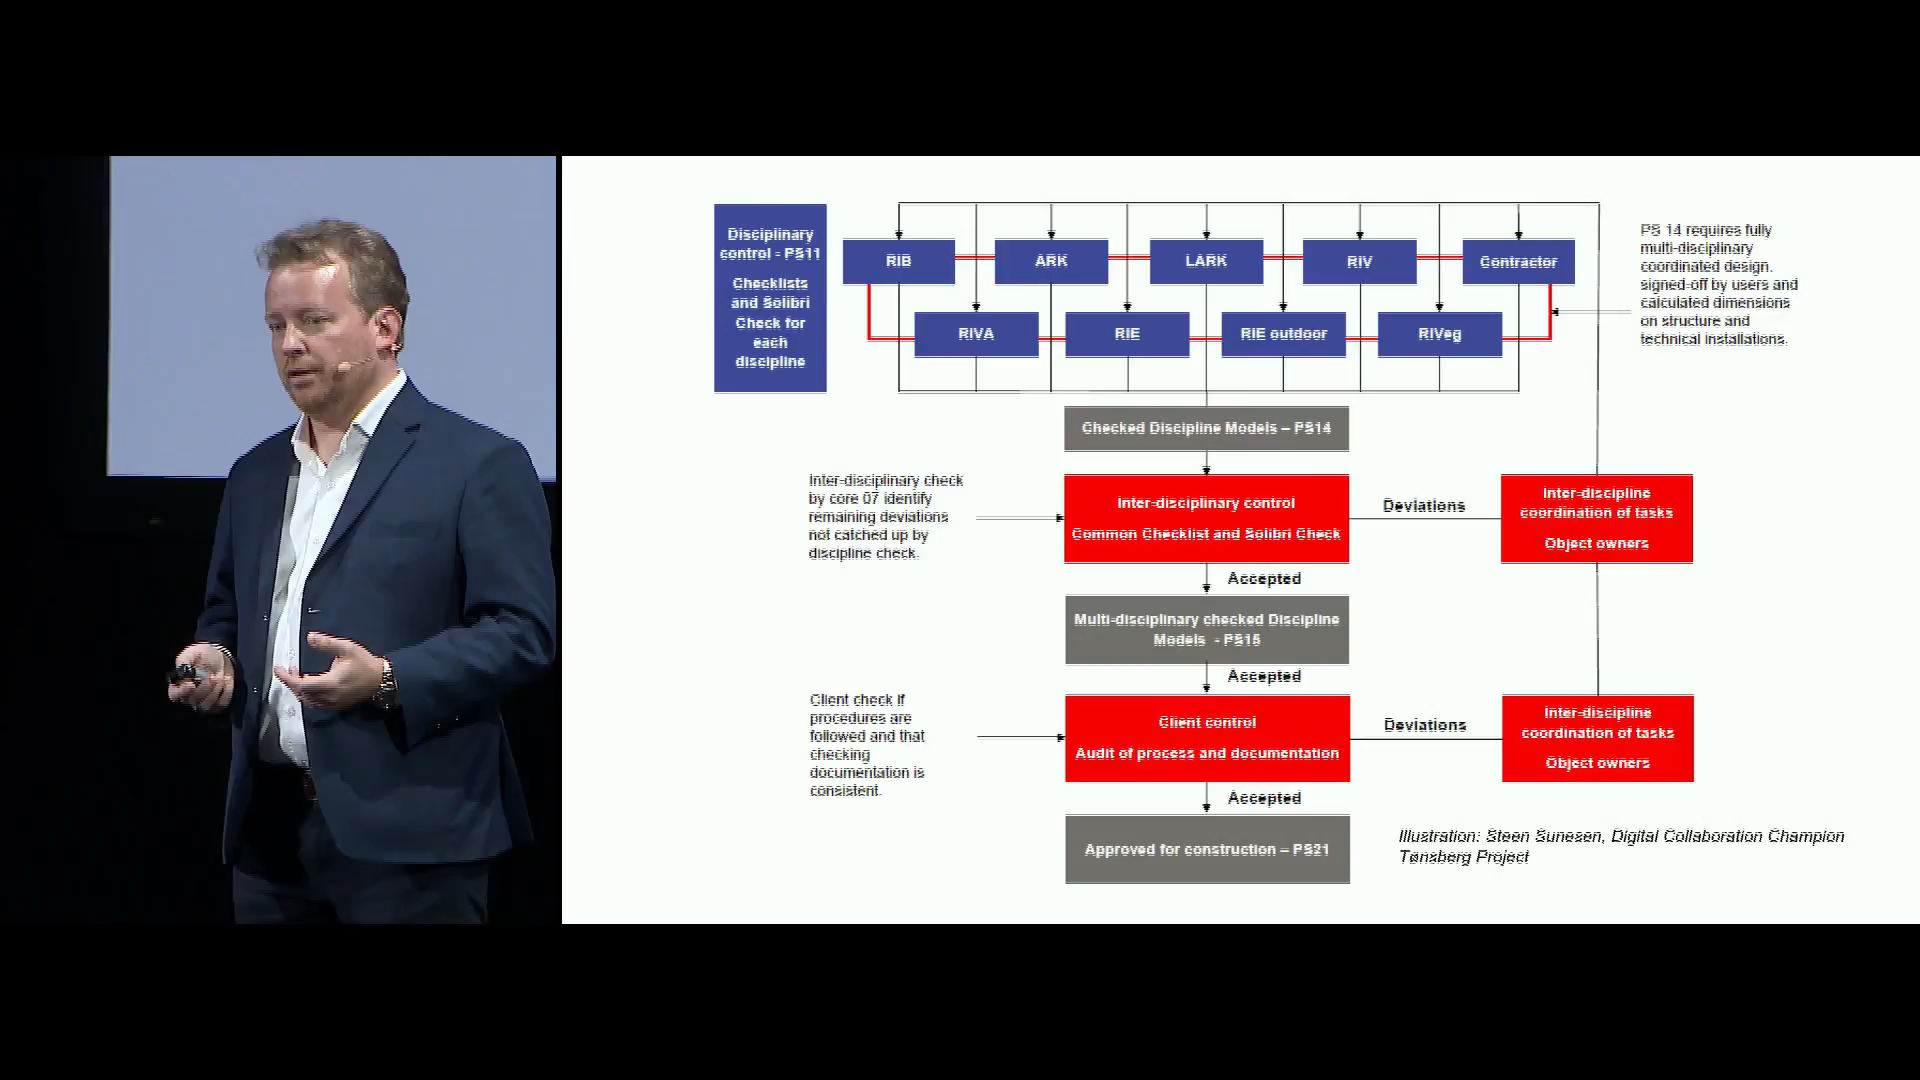 Disciplinary
control - PS11
Checklists
and Solibri
Check for
each
discipline
RIB
ARK
LARK
RIV
Contractor
RIVA
RIE
RIE outdoor
RIVeg
PS 14 requires fully
multi-disciplinary
coordinated design.
signed-off by users and
calculated dimensions
on structure and
technical installations.
Checked Discipline Models – PS14
Inter-disciplinary check
by core 07 identify
remaining deviations
not catched up by
discipline check.
Inter-disciplinary control
Common Checklist and Solibri Check
Deviations
Inter-discipline
coordination of tasks
Object owners
Accepted
Multi-disciplinary checked Discipline
Models - PS15
Accepted
Client check if
procedures are
followed and that
checking
documentation is
consistent.
Client control
Audit of process and documentation
Deviations
Inter-discipline
coordination of tasks
Object owners
Accepted
Approved for construction – PS21
Illustration: Steen Sunesen, Digital Collaboration Champion
Tønsberg Project